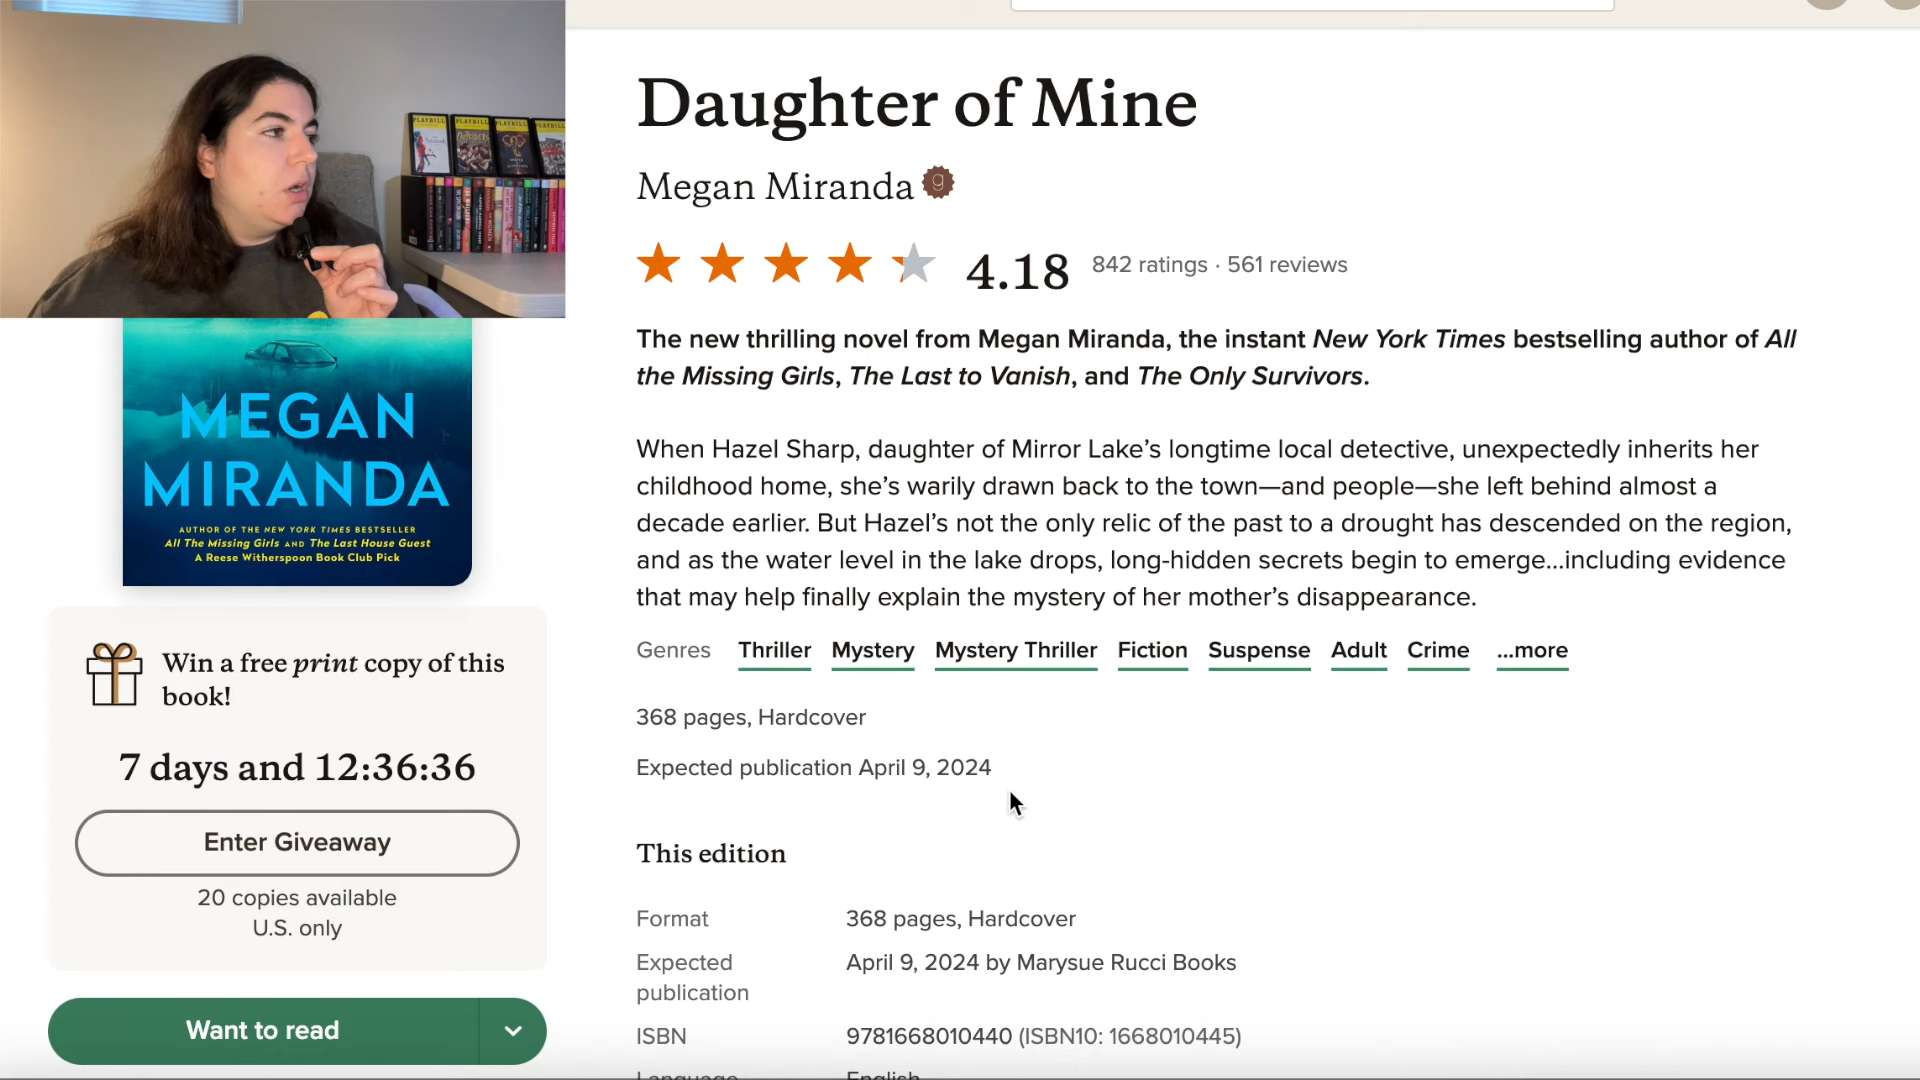 PLAYBILL
PLAYBILL
PLAYBILL
PLAYBILL
MEGAN
MIRANDA
AUTHOR OF THE NEW YORK TIMES BESTSELLER
All The Missing Girls AND The Last House Guest
A Reese Witherspoon Book Club Pick
Win a free print copy of this
book!
7 days and 12:36:36
Enter Giveaway
20 copies available
U.S. only
Want to read
Daughter of Mine
Megan Miranda g
4.18 842 ratings · 561 reviews
The new thrilling novel from Megan Miranda, the instant New York Times bestselling author of All
the Missing Girls, The Last to Vanish, and The Only Survivors.
When Hazel Sharp, daughter of Mirror Lake’s longtime local detective, unexpectedly inherits her
childhood home, she’s warily drawn back to the town—and people—she left behind almost a
decade earlier. But Hazel’s not the only relic of the past to a drought has descended on the region,
and as the water level in the lake drops, long-hidden secrets begin to emerge...including evidence
that may help finally explain the mystery of her mother’s disappearance.
Genres Thriller Mystery Mystery Thriller Fiction Suspense Adult Crime ...more
368 pages, Hardcover
Expected publication April 9, 2024
This edition
Format 368 pages, Hardcover
Expected April 9, 2024 by Marysue Rucci Books
publication
ISBN 9781668010440 (ISBN10: 1668010445)
Language English